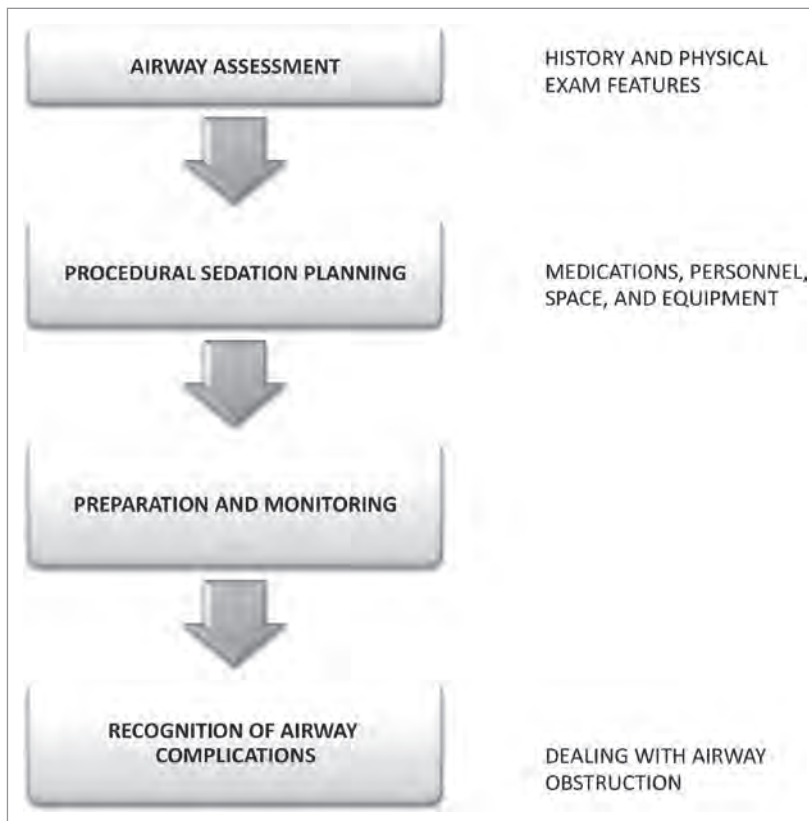 AIRWAY ASSESSMENT
HISTORY AND PHYSICAL
EXAM FEATURES
PROCEDURAL SEDATION PLANNING
MEDICATIONS, PERSONNEL,
SPACE, AND EQUIPMENT
PREPARATION AND MONITORING
RECOGNITION OF AIRWAY
COMPLICATIONS
DEALING WITH AIRWAY
OBSTRUCTION